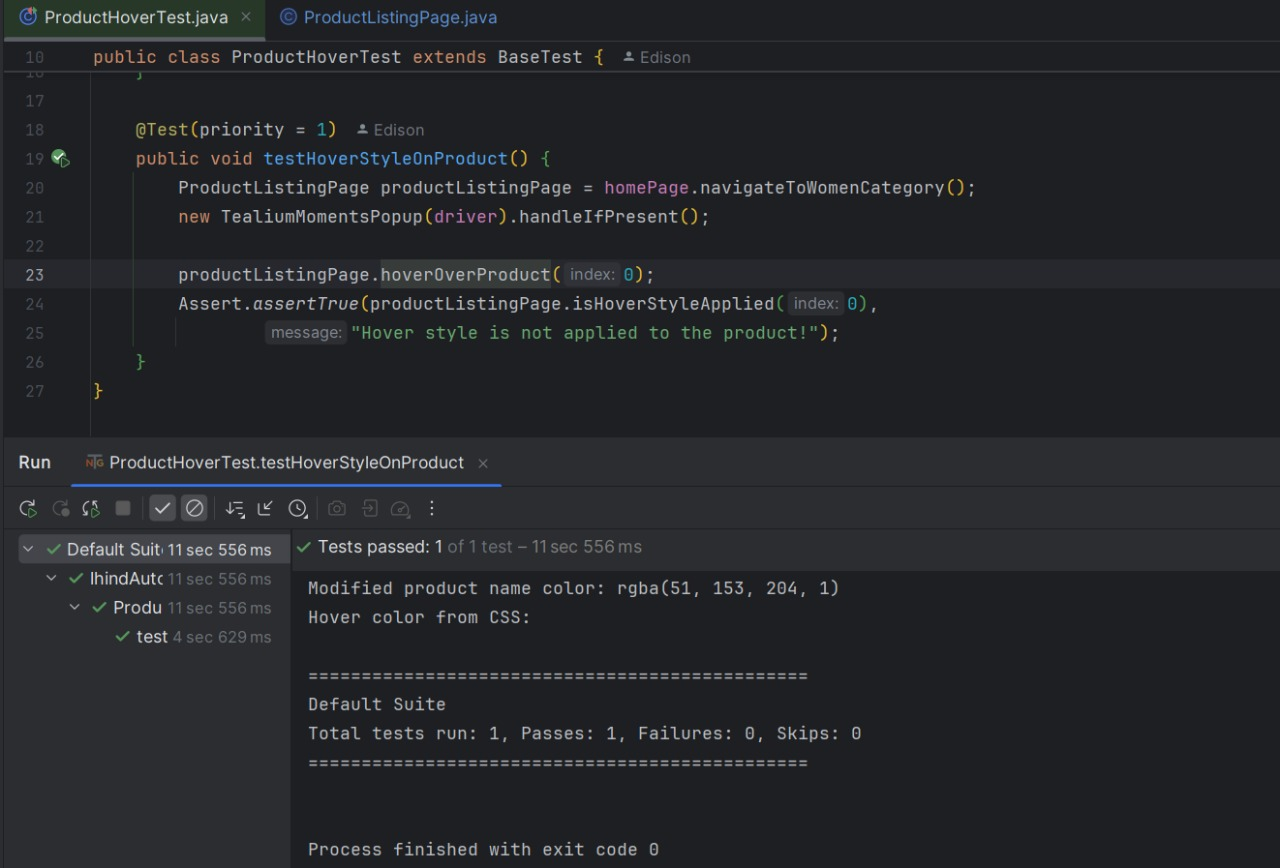 ProductHoverTest.java × ProductListingPage.java
10 public class ProductHoverTest extends BaseTest { Edison
16 }
17
18 @Test(priority = 1) Edison
19 public void testHoverStyleOnProduct() {
20 ProductListingPage productListingPage = homePage.navigateToWomenCategory();
21 new TealiumMomentsPopup(driver).handleIfPresent();
22
23 productListingPage.hoverOverProduct( index: 0);
24 Assert.assertTrue(productListingPage.isHoverStyleApplied( index: 0),
25 message: "Hover style is not applied to the product!");
26 }
27 }
Run ProductHoverTest.testHoverStyleOnProduct ×
Default Suit 11 sec 556 ms
IhindAuto 11 sec 556 ms
Produ 11 sec 556 ms
test 4 sec 629 ms
Tests passed: 1 of 1 test – 11 sec 556 ms
Modified product name color: rgba(51, 153, 204, 1)
Hover color from CSS:
===============================================
Default Suite
Total tests run: 1, Passes: 1, Failures: 0, Skips: 0
===============================================
Process finished with exit code 0